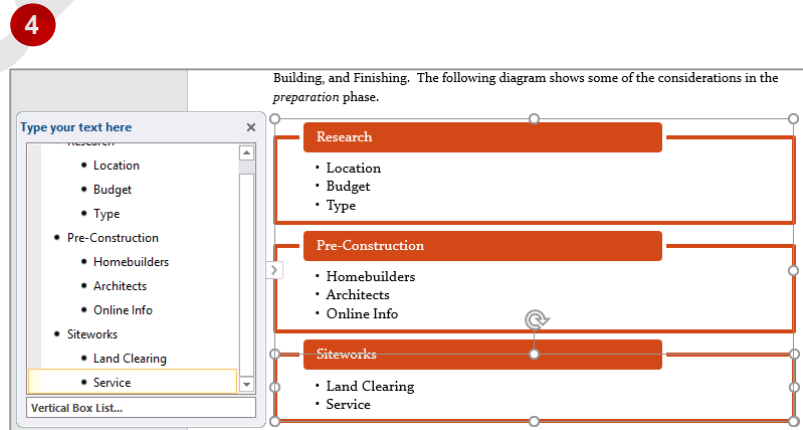 4
Building, and Finishing. The following diagram shows some of the considerations in the
preparation phase.
Type your text here
Research
• Location
• Budget
• Type
• Pre-Construction
• Homebuilders
• Architects
• Online Info
• Siteworks
• Land Clearing
• Service
Vertical Box List...
Research
• Location
• Budget
• Type
Pre-Construction
• Homebuilders
• Architects
• Online Info
Siteworks
• Land Clearing
• Service